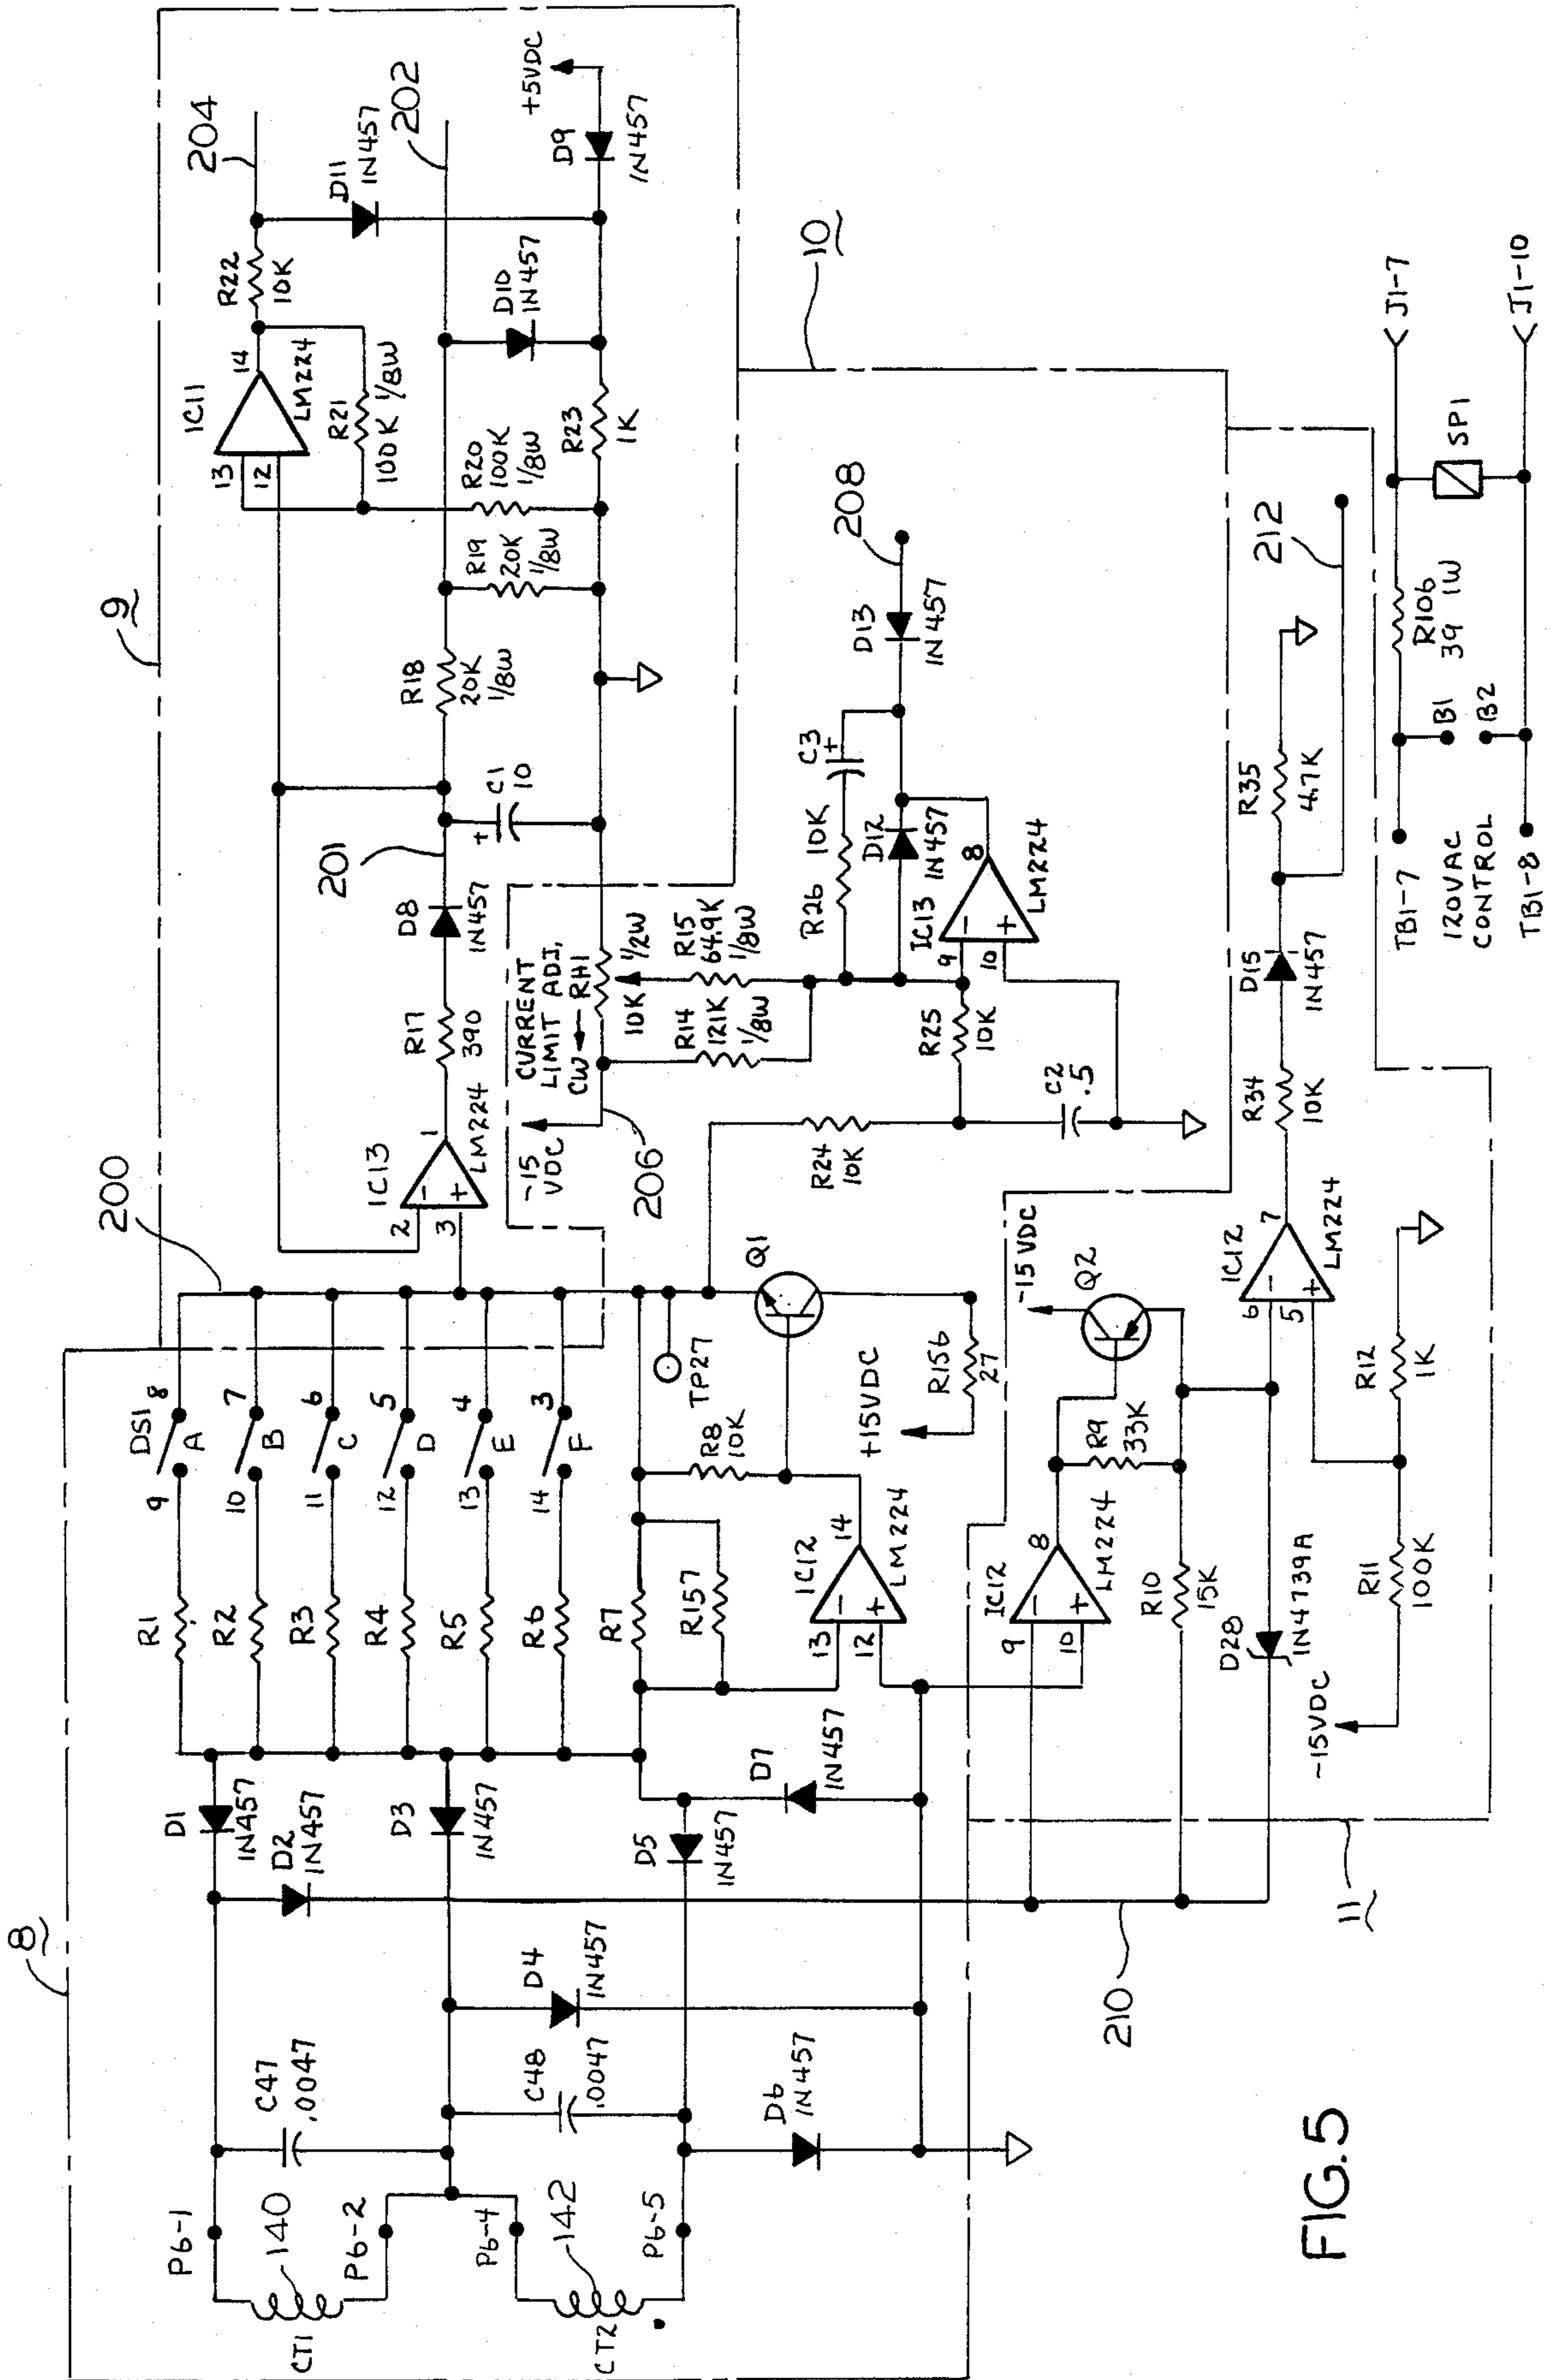 8
P6-1
140
CT1
P6-2
P6-4
142
CT2
P6-5
C47
.0047
C48
.0047
D4
1N457
D6
1N457
D1
1N457
D2
1N457
D3
1N457
D5
1N457
D7
1N457
R1
R2
R3
R4
R5
R6
R7
R157
9
DS1
8
A
10
7
B
11
6
C
12
5
D
13
4
E
14
3
F
200
TP27
R8
10K
Q1
13
12
-
+
14
IC12
LM224
+15VDC
R156
27
9
2
3
-
+
1
IC13
LM224
R17
390
D8
1N457
201
C1
10
+
R18
20K
1/8W
R19
20K
1/8W
R20
100K
1/8W
R21
100K 1/8W
13
12
14
IC11
LM224
R22
10K
204
D11
1N457
202
D10
1N457
R23
1K
D9
1N457
+5VDC
-15
VDC
206
CURRENT
LIMIT ADJ.
CW
RH1
10K
1/2W
R14
121K
1/8W
R15
64.9K
1/8W
R24
10K
R25
10K
C2
.5
R26
10K
C3
+
D12
1N457
9
10
-
+
8
IC13
LM224
D13
1N457
208
10
210
11
9
10
-
+
8
IC12
LM224
R9
33K
R10
15K
Q2
-15 VDC
D28
1N4739A
-15VDC
R11
100K
R12
1K
6
5
-
+
7
IC12
LM224
R34
10K
D15
1N457
R35
4.7K
212
TB1-7
120VAC
CONTROL
TB1-8
B1
B2
R106
39 1W
SP1
J1-7
J1-10
FIG.5